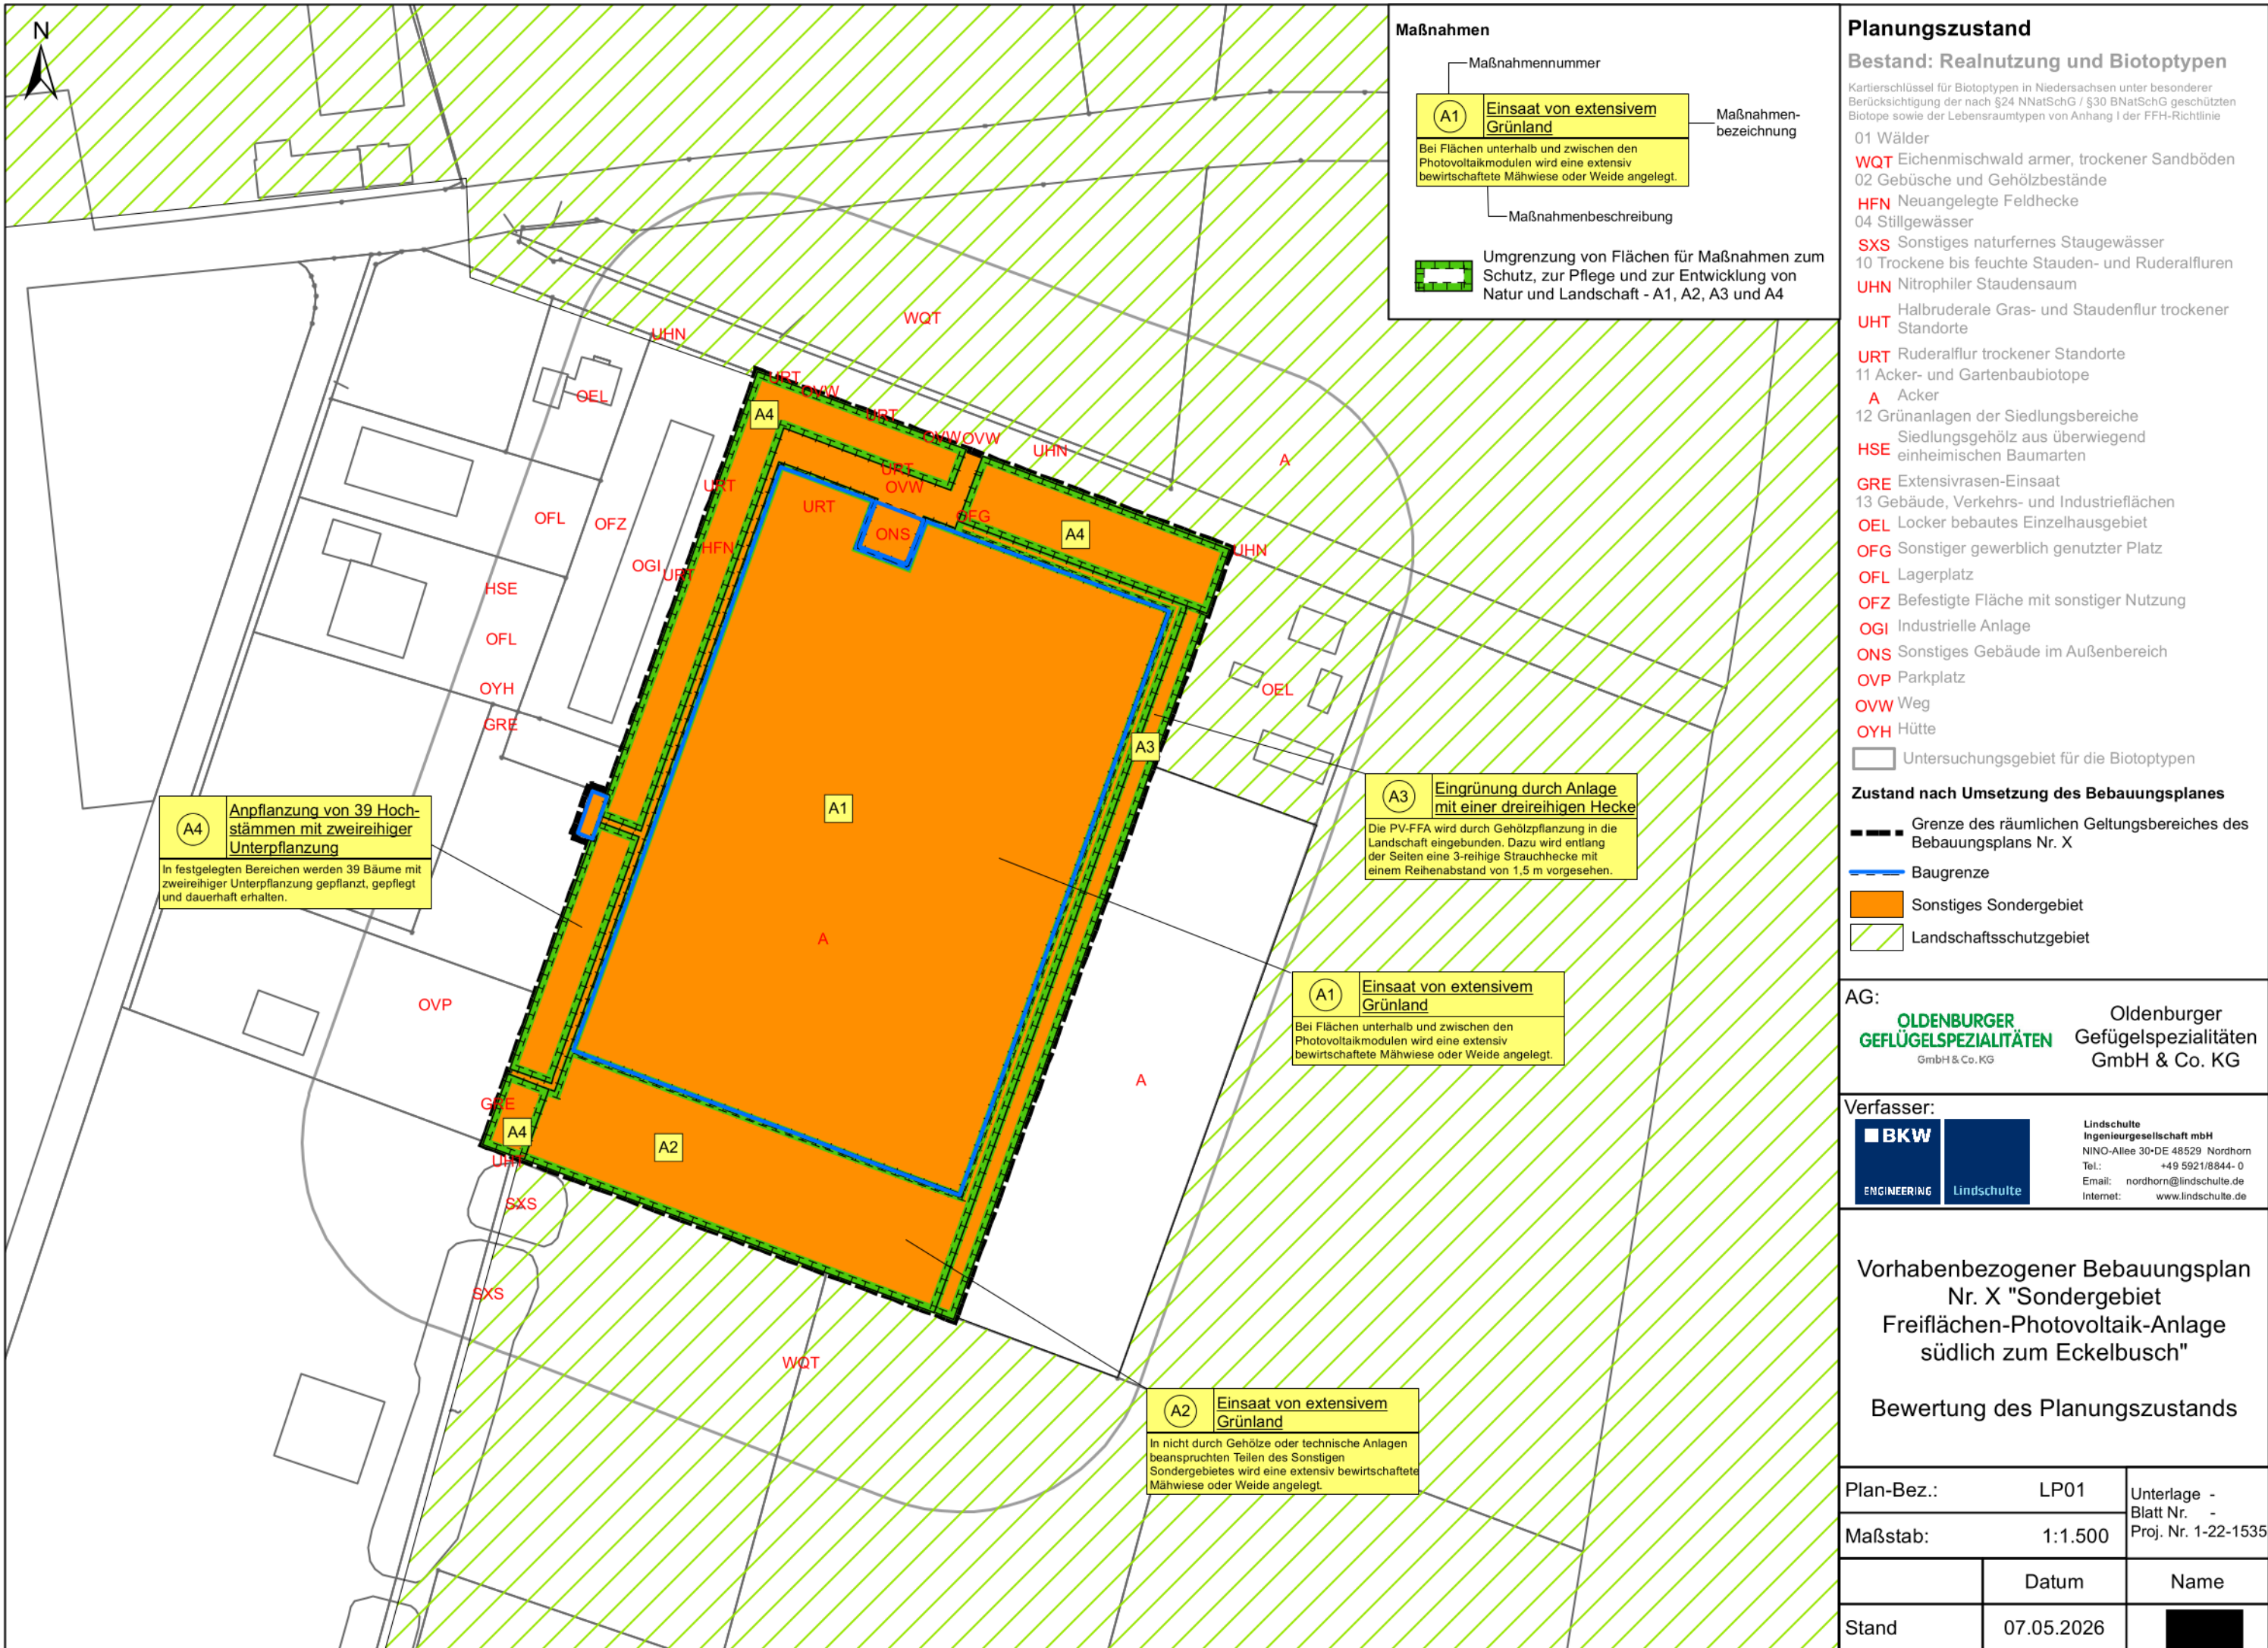 N
Maßnahmen
Maßnahmennummer
A1
Einsaat von extensivem
Grünland
Maßnahmen-
bezeichnung
Bei Flächen unterhalb und zwischen den
Photovoltaikmodulen wird eine extensiv
bewirtschaftete Mähwiese oder Weide angelegt.
Maßnahmenbeschreibung
Umgrenzung von Flächen für Maßnahmen zum
Schutz, zur Pflege und zur Entwicklung von
Natur und Landschaft - A1, A2, A3 und A4
WQT
UHN
URT
OVW
OEL
A4
URT
OVW
OVW
UHN
A
URT
URT
OVW
URT
OFG
OFL
OFZ
ONS
A4
HFN
UHN
OGI
URT
HSE
OFL
OYH
OEL
GRE
A3
A1
A4
Anpflanzung von 39 Hoch-
stämmen mit zweireihiger
Unterpflanzung
In festgelegten Bereichen werden 39 Bäume mit
zweireihiger Unterpflanzung gepflanzt, gepflegt
und dauerhaft erhalten.
A3
Eingrünung durch Anlage
mit einer dreireihigen Hecke
Die PV-FFA wird durch Gehölzpflanzung in die
Landschaft eingebunden. Dazu wird entlang
der Seiten eine 3-reihige Strauchhecke mit
einem Reihenabstand von 1,5 m vorgesehen.
A
OVP
A1
Einsaat von extensivem
Grünland
Bei Flächen unterhalb und zwischen den
Photovoltaikmodulen wird eine extensiv
bewirtschaftete Mähwiese oder Weide angelegt.
A
GRE
A4
A2
UHT
SXS
SXS
WQT
A2
Einsaat von extensivem
Grünland
In nicht durch Gehölze oder technische Anlagen
beanspruchten Teilen des Sonstigen
Sondergebietes wird eine extensiv bewirtschaftete
Mähwiese oder Weide angelegt.
Planungszustand
Bestand: Realnutzung und Biotoptypen
Kartierschlüssel für Biotoptypen in Niedersachsen unter besonderer
Berücksichtigung der nach §24 NNatSchG / §30 BNatSchG geschützten
Biotope sowie der Lebensraumtypen von Anhang I der FFH-Richtlinie
01 Wälder
WQT Eichenmischwald armer, trockener Sandböden
02 Gebüsche und Gehölzbestände
HFN Neuangelegte Feldhecke
04 Stillgewässer
SXS Sonstiges naturfernes Staugewässer
10 Trockene bis feuchte Stauden- und Ruderalfluren
UHN Nitrophiler Staudensaum
UHT Halbruderale Gras- und Staudenflur trockener
Standorte
URT Ruderalflur trockener Standorte
11 Acker- und Gartenbaubiotope
A Acker
12 Grünanlagen der Siedlungsbereiche
HSE Siedlungsgehölz aus überwiegend
einheimischen Baumarten
GRE Extensivrasen-Einsaat
13 Gebäude, Verkehrs- und Industrieflächen
OEL Locker bebautes Einzelhausgebiet
OFG Sonstiger gewerblich genutzter Platz
OFL Lagerplatz
OFZ Befestigte Fläche mit sonstiger Nutzung
OGI Industrielle Anlage
ONS Sonstiges Gebäude im Außenbereich
OVP Parkplatz
OVW Weg
OYH Hütte
Untersuchungsgebiet für die Biotoptypen
Zustand nach Umsetzung des Bebauungsplanes
Grenze des räumlichen Geltungsbereiches des
Bebauungsplans Nr. X
Baugrenze
Sonstiges Sondergebiet
Landschaftsschutzgebiet
AG:
OLDENBURGER
GEFLÜGELSPEZIALITÄTEN
GmbH & Co. KG
Oldenburger
Gefügelspezialitäten
GmbH & Co. KG
Verfasser:
BKW
ENGINEERING
Lindschulte
Lindschulte
Ingenieurgesellschaft mbH
NINO-Allee 30•DE 48529 Nordhorn
Tel.: +49 5921/8844- 0
Email: nordhorn@lindschulte.de
Internet: www.lindschulte.de
Vorhabenbezogener Bebauungsplan
Nr. X "Sondergebiet
Freiflächen-Photovoltaik-Anlage
südlich zum Eckelbusch"
Bewertung des Planungszustands
Plan-Bez.: LP01
Unterlage -
Blatt Nr. -
Proj. Nr. 1-22-1535
Maßstab: 1:1.500
Datum Name
Stand 07.05.2026